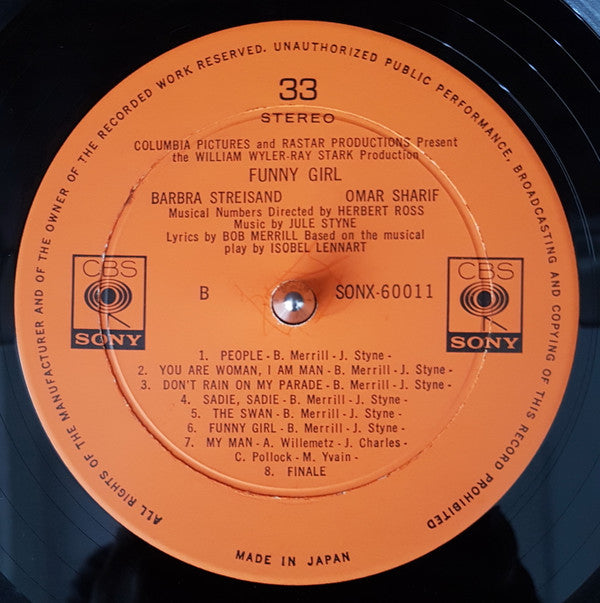 ALL RIGHTS OF THE MANUFACTURER AND OF THE OWNER OF THE RECORDED WORK RESERVED. UNAUTHORIZED PUBLIC PERFORMANCE, BROADCASTING AND COPYING OF THIS RECORD PROHIBITED
33
STEREO
COLUMBIA PICTURES and RASTAR PRODUCTIONS Present
the WILLIAM WYLER-RAY STARK Production
FUNNY GIRL
BARBRA STREISAND OMAR SHARIF
Musical Numbers Directed by HERBERT ROSS
Music by JULE STYNE
Lyrics by BOB MERRILL Based on the musical
play by ISOBEL LENNART
CBS
SONY
B SONX-60011
CBS
SONY
1. PEOPLE - B. Merrill - J. Styne -
2. YOU ARE WOMAN, I AM MAN - B. Merrill - J. Styne -
3. DON'T RAIN ON MY PARADE - B. Merrill - J. Styne -
4. SADIE, SADIE - B. Merrill - J. Styne -
5. THE SWAN - B. Merrill - J. Styne -
6. FUNNY GIRL - B. Merrill - J. Styne -
7. MY MAN - A. Willemetz - J. Charles -
C. Pollock - M. Yvain -
8. FINALE
MADE IN JAPAN